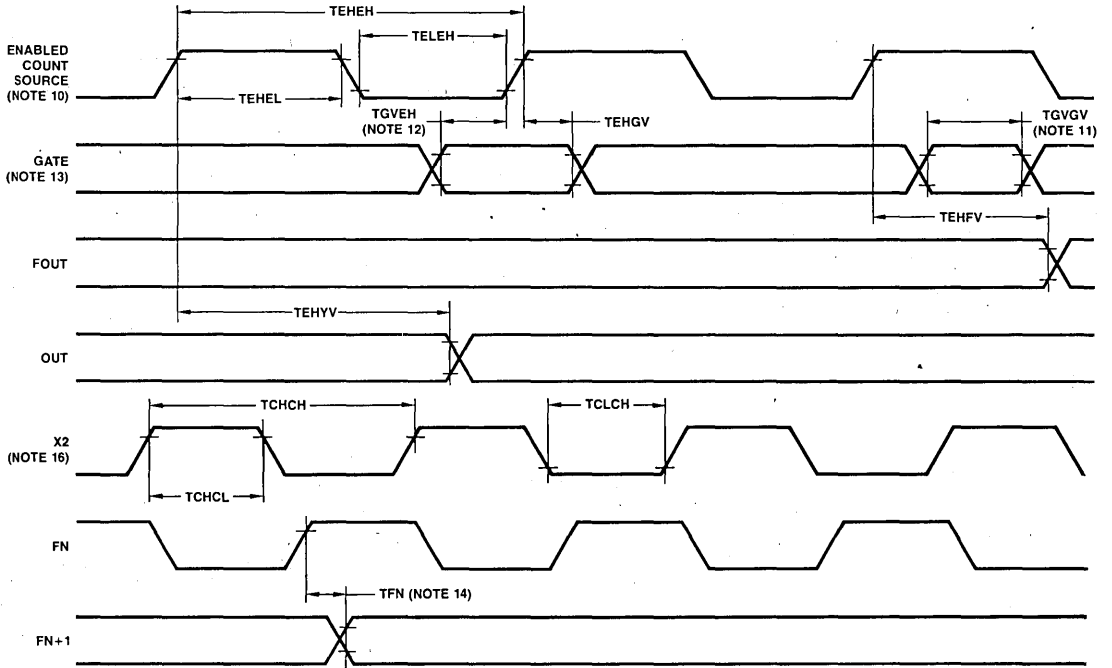 TEHEH
TELEH
ENABLED
COUNT
SOURCE
(NOTE 10)
TEHEL
TGVEH
(NOTE 12)
TEHGV
TGVGV
(NOTE 11)
GATE
(NOTE 13)
TEHFV
FOUT
TEHYV
OUT
TCHCH
TCLCH
X2
(NOTE 16)
TCHCL
FN
TFN (NOTE 14)
FN+1